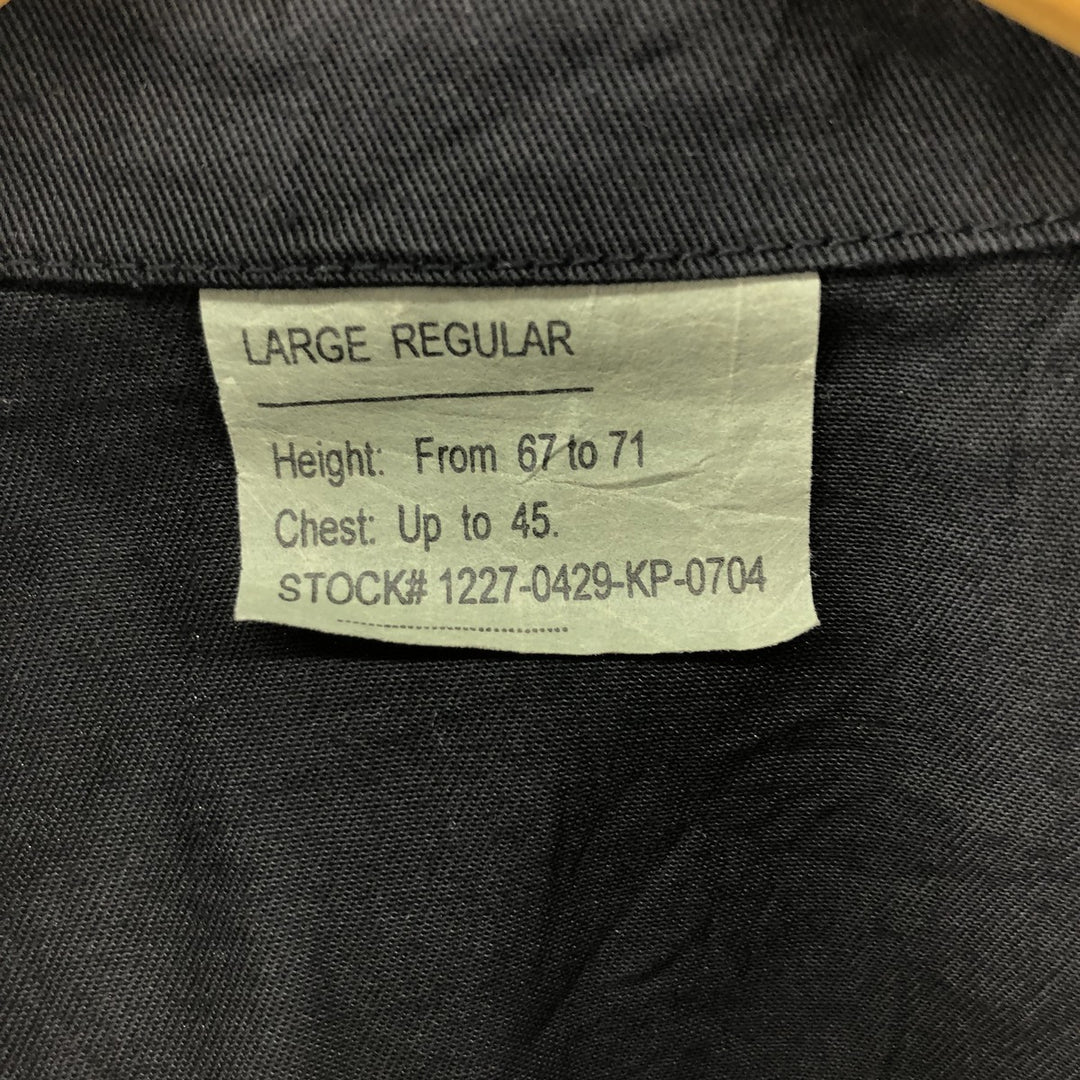 LARGE REGULAR
Height: From 67 to 71
Chest: Up to 45.
STOCK# 1227-0429-KP-0704